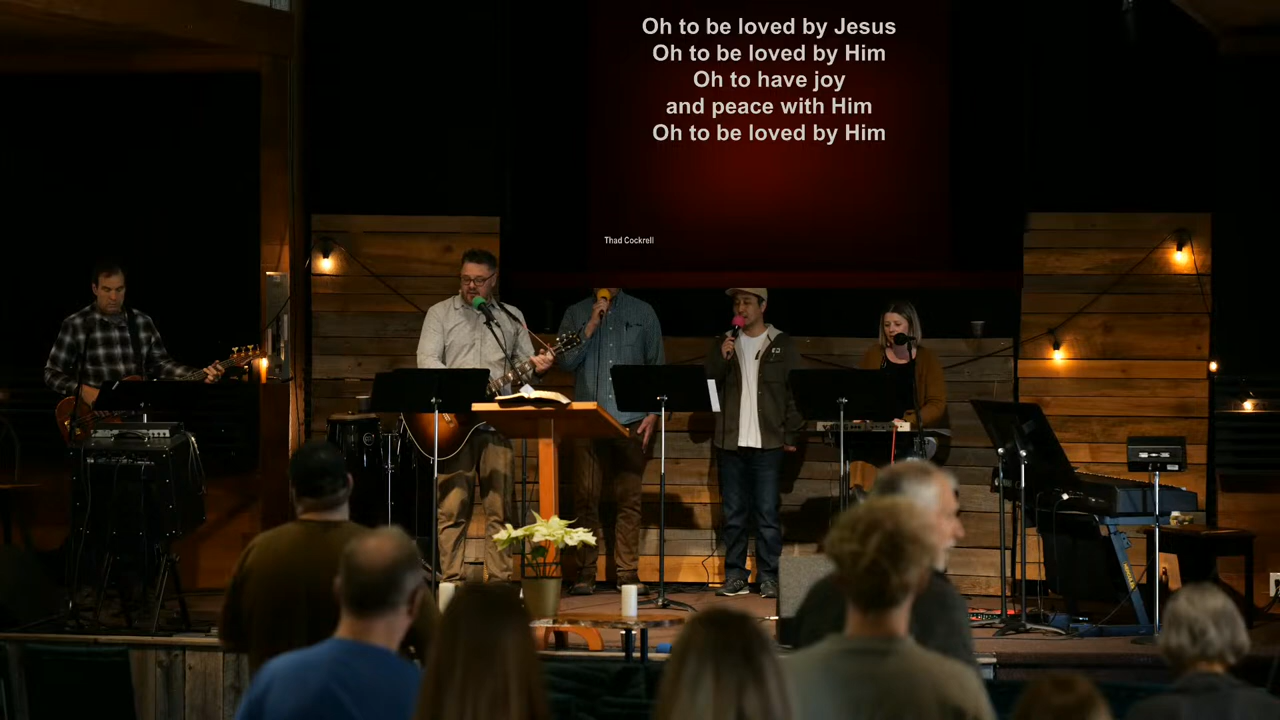 Oh to be loved by Jesus
Oh to be loved by Him
Oh to have joy
and peace with Him
Oh to be loved by Him
Thad Cockrell